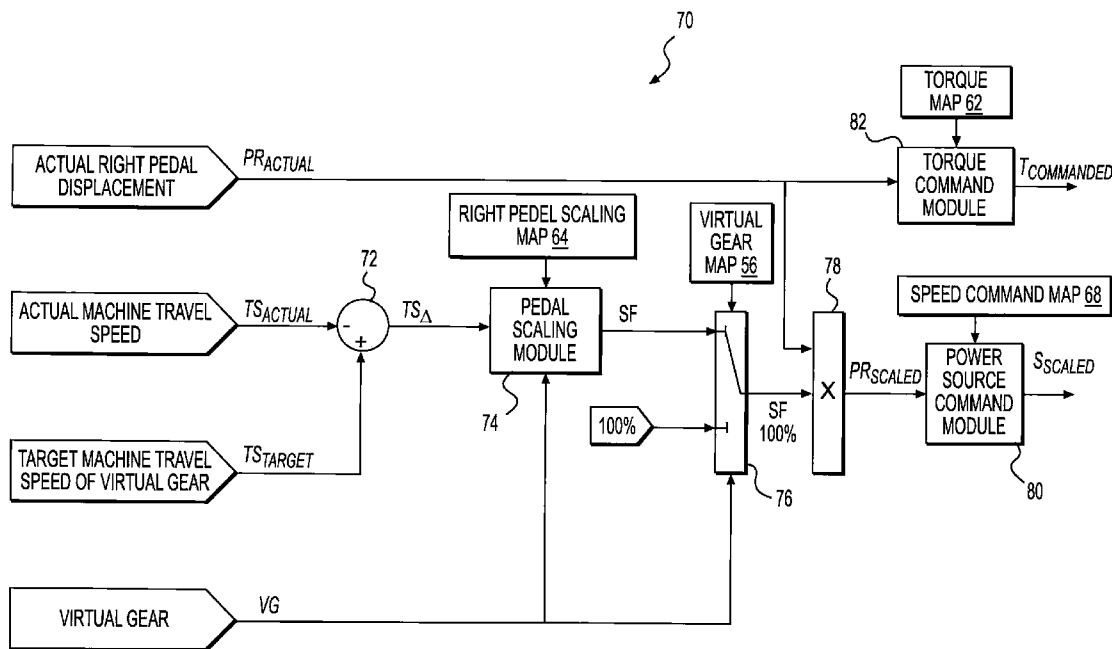 70
TORQUE
MAP 62
82
ACTUAL RIGHT PEDAL
DISPLACEMENT
PRACTUAL
TORQUE
COMMAND
MODULE
TCOMMANDED
RIGHT PEDEL SCALING
MAP 64
VIRTUAL
GEAR
MAP 56
72
78
SPEED COMMAND MAP 68
ACTUAL MACHINE TRAVEL
SPEED
TSACTUAL
-
+
TSΔ
PEDAL
SCALING
MODULE
SF
POWER
SOURCE
COMMAND
MODULE
SSCALED
PRSCALED
X
74
100%
SF
100%
TARGET MACHINE TRAVEL
SPEED OF VIRTUAL GEAR
TSTARGET
76
80
VIRTUAL GEAR
VG